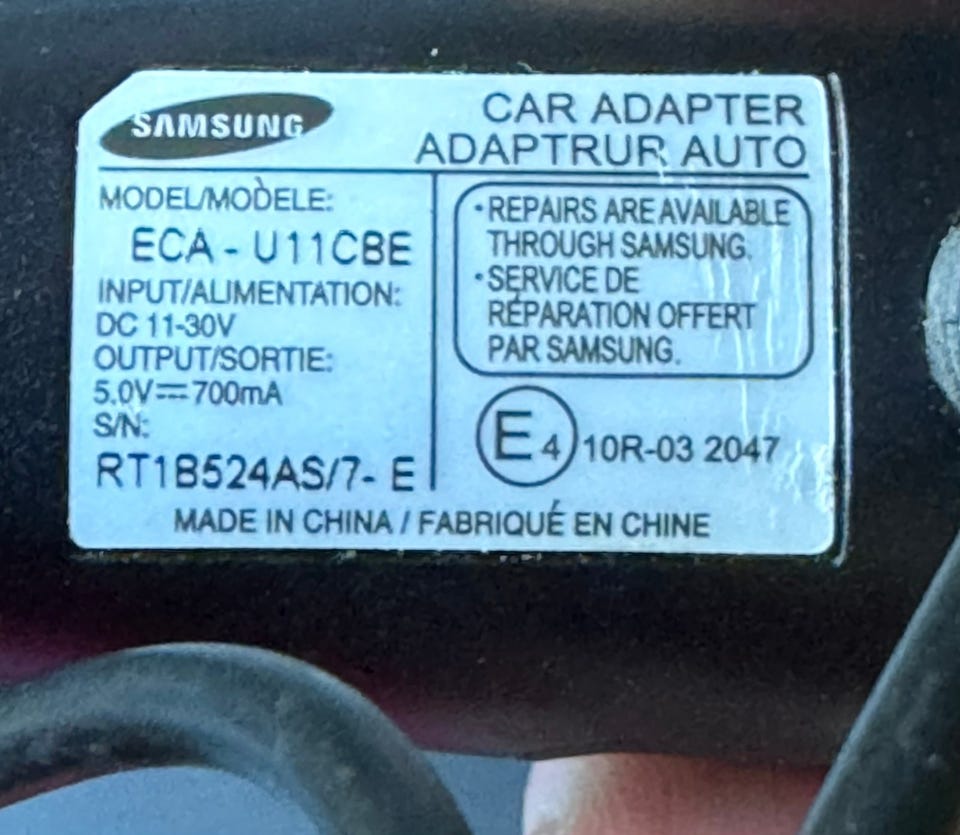 SAMSUNG
CAR ADAPTER
ADAPTRUR AUTO
MODEL/MODÈLE:
ECA - U11CBE
INPUT/ALIMENTATION:
DC 11-30V
OUTPUT/SORTIE:
5.0V⎓700mA
S/N:
RT1B524AS/7- E
• REPAIRS ARE AVAILABLE
THROUGH SAMSUNG.
• SERVICE DE
RÉPARATION OFFERT
PAR SAMSUNG.
E4 10R-03 2047
MADE IN CHINA / FABRIQUÉ EN CHINE